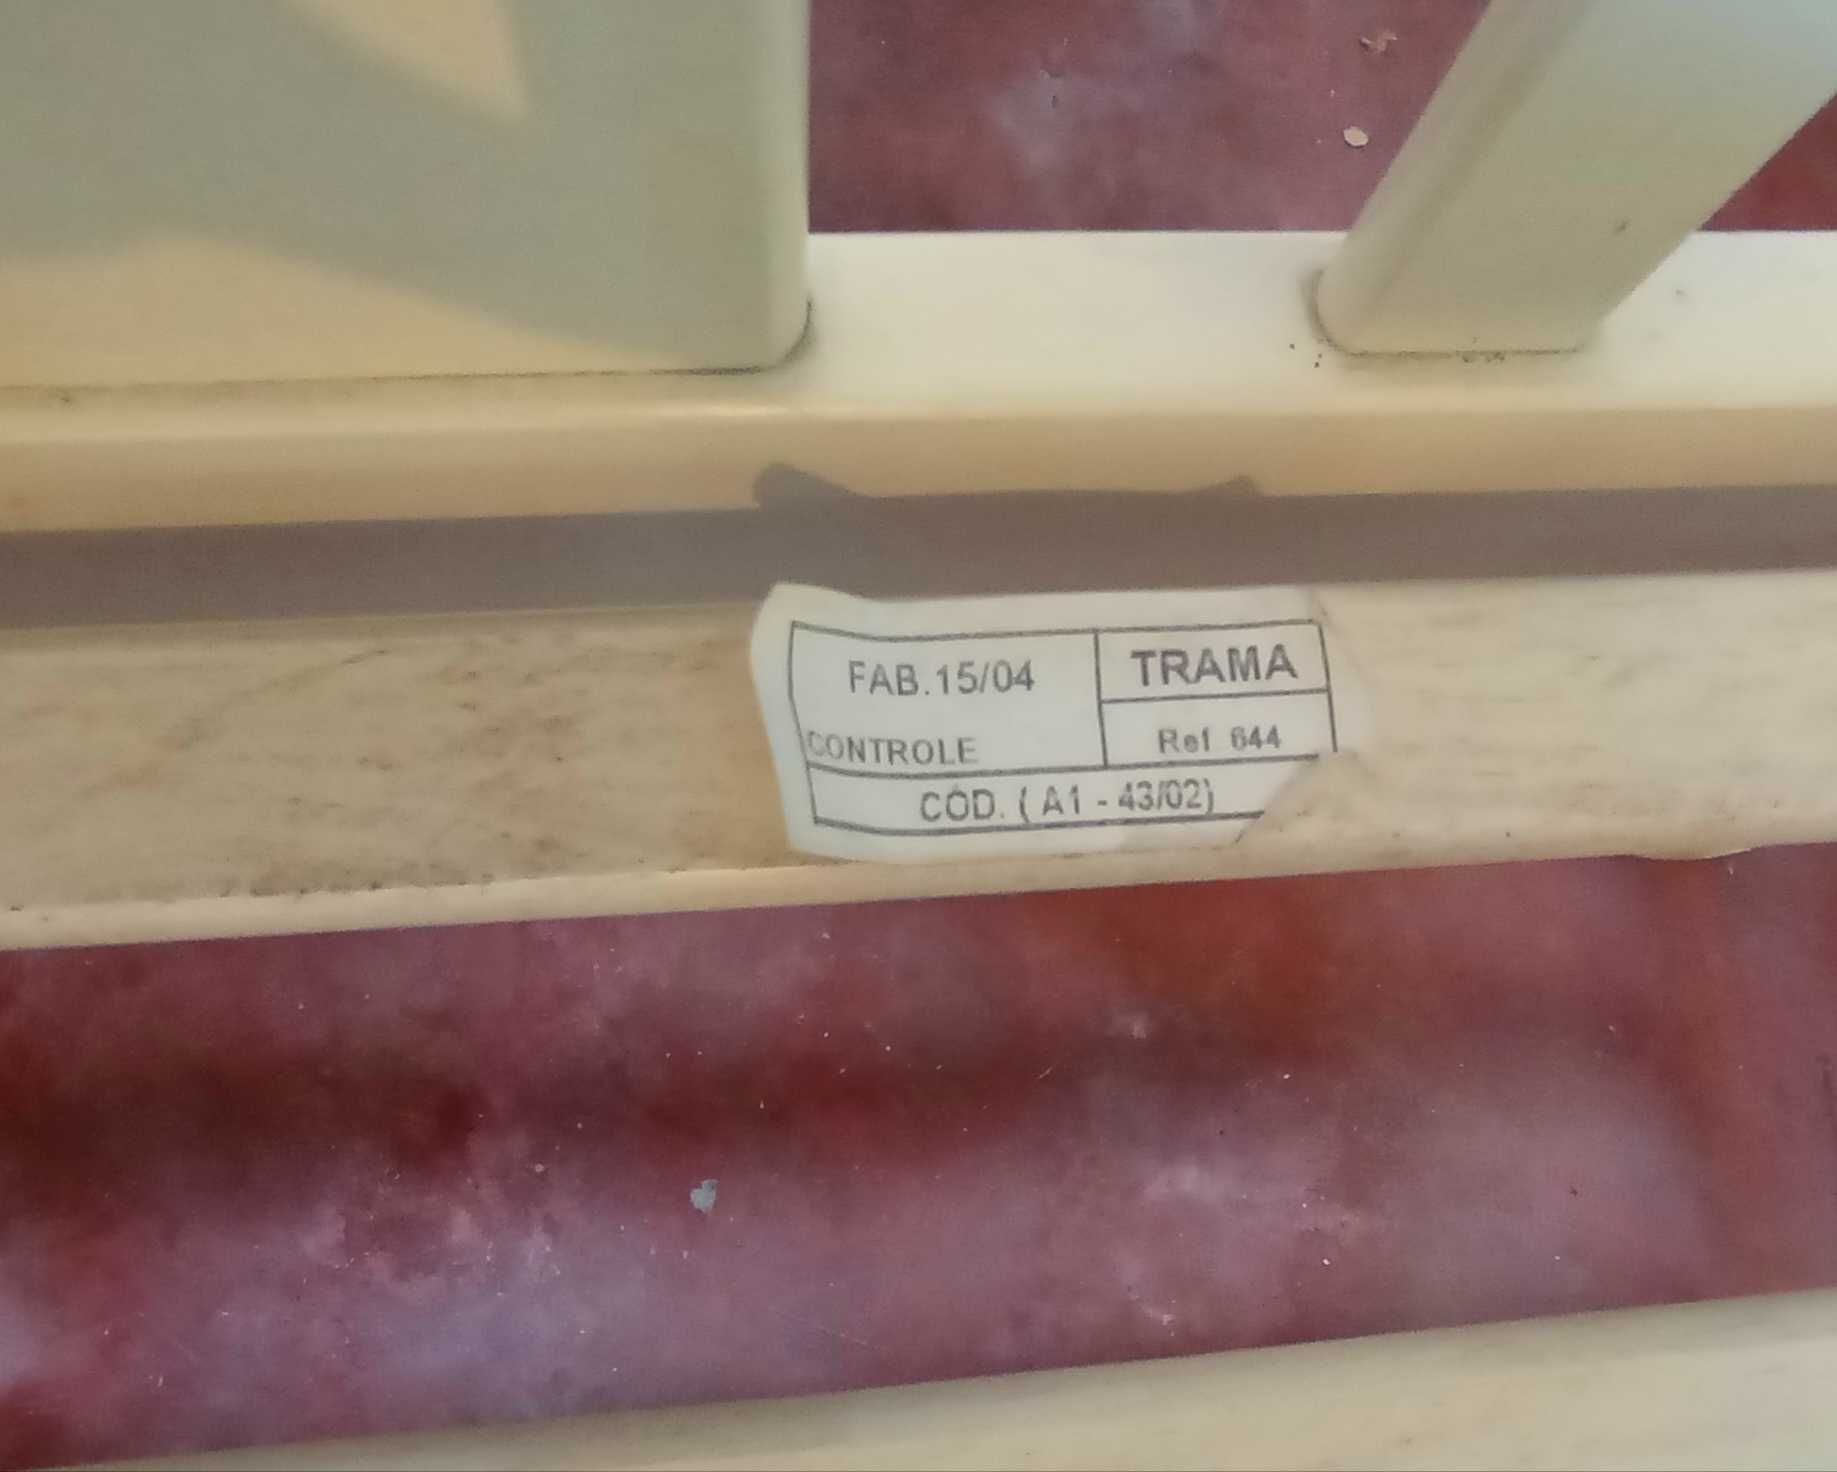 FAB.15/04
TRAMA
CONTROLE
Ref 644
CÓD. ( A1 - 43/02)